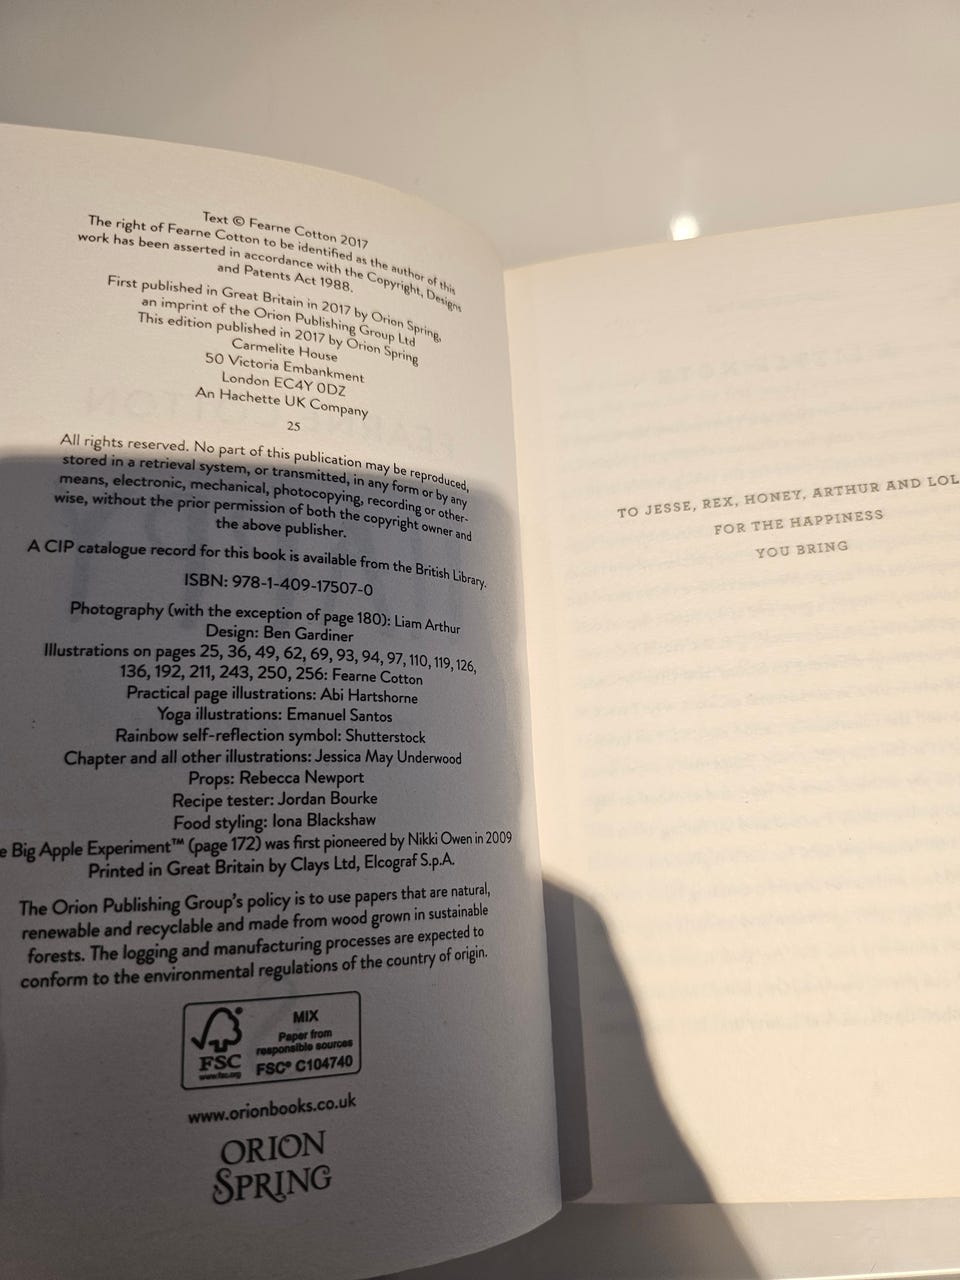 Text © Fearne Cotton 2017
The right of Fearne Cotton to be identified as the author of this
work has been asserted in accordance with the Copyright, Designs
and Patents Act 1988.
First published in Great Britain in 2017 by Orion Spring,
an imprint of the Orion Publishing Group Ltd
This edition published in 2017 by Orion Spring
Carmelite House
50 Victoria Embankment
London EC4Y 0DZ
An Hachette UK Company
25
All rights reserved. No part of this publication may be reproduced,
stored in a retrieval system, or transmitted, in any form or by any
means, electronic, mechanical, photocopying, recording or other-
wise, without the prior permission of both the copyright owner and
the above publisher.
A CIP catalogue record for this book is available from the British Library.
ISBN: 978-1-409-17507-0
Photography (with the exception of page 180): Liam Arthur
Design: Ben Gardiner
Illustrations on pages 25, 36, 49, 62, 69, 93, 94, 97, 110, 119, 126,
136, 192, 211, 243, 250, 256: Fearne Cotton
Practical page illustrations: Abi Hartshorne
Yoga illustrations: Emanuel Santos
Rainbow self-reflection symbol: Shutterstock
Chapter and all other illustrations: Jessica May Underwood
Props: Rebecca Newport
Recipe tester: Jordan Bourke
Food styling: Iona Blackshaw
e Big Apple Experiment™ (page 172) was first pioneered by Nikki Owen in 2009
Printed in Great Britain by Clays Ltd, Elcograf S.p.A.
The Orion Publishing Group's policy is to use papers that are natural,
renewable and recyclable and made from wood grown in sustainable
forests. The logging and manufacturing processes are expected to
conform to the environmental regulations of the country of origin.
MIX
Paper from
responsible sources
FSC® C104740
FSC
www.fsc.org
www.orionbooks.co.uk
ORION
SPRING
TO JESSE, REX, HONEY, ARTHUR AND LOL
FOR THE HAPPINESS
YOU BRING